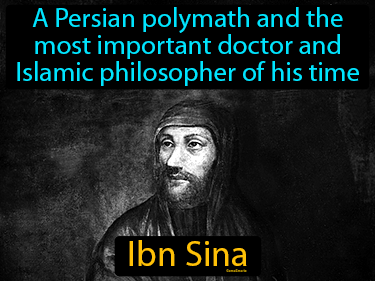 A Persian polymath and the
most important doctor and
Islamic philosopher of his time
Ibn Sina